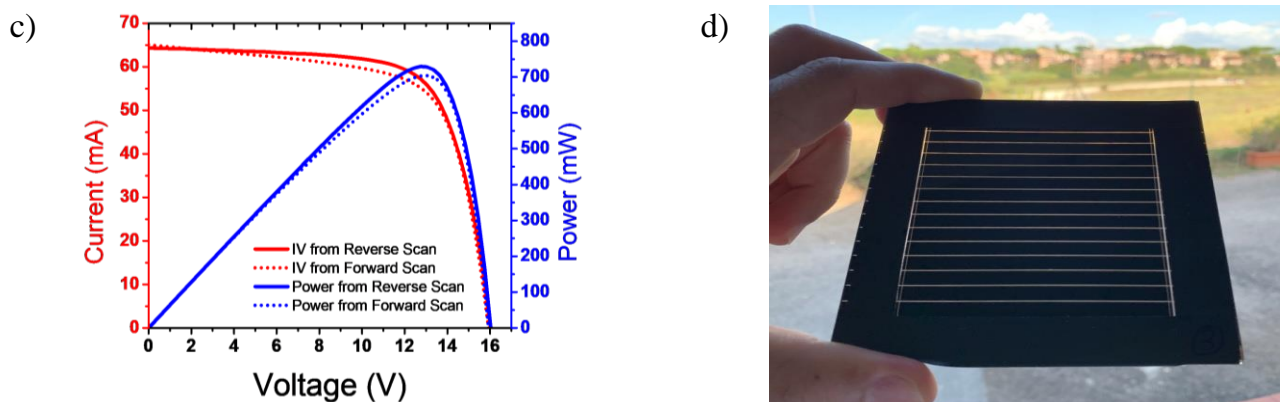 c)
70
60
50
40
30
20
10
0
Current (mA)
800
700
600
500
400
300
200
100
0
Power (mW)
IV from Reverse Scan
IV from Forward Scan
Power from Reverse Scan
Power from Forward Scan
0 2 4 6 8 10 12 14 16
Voltage (V)
d)